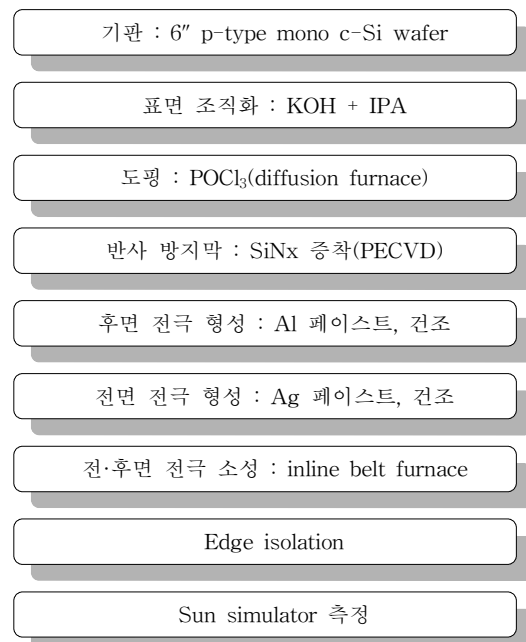 기판 : 6″ p-type mono c-Si wafer
표면 조직화 : KOH + IPA
도핑 : POCl₃(diffusion furnace)
반사 방지막 : SiNx 증착(PECVD)
후면 전극 형성 : Al 페이스트, 건조
전면 전극 형성 : Ag 페이스트, 건조
전·후면 전극 소성 : inline belt furnace
Edge isolation
Sun simulator 측정